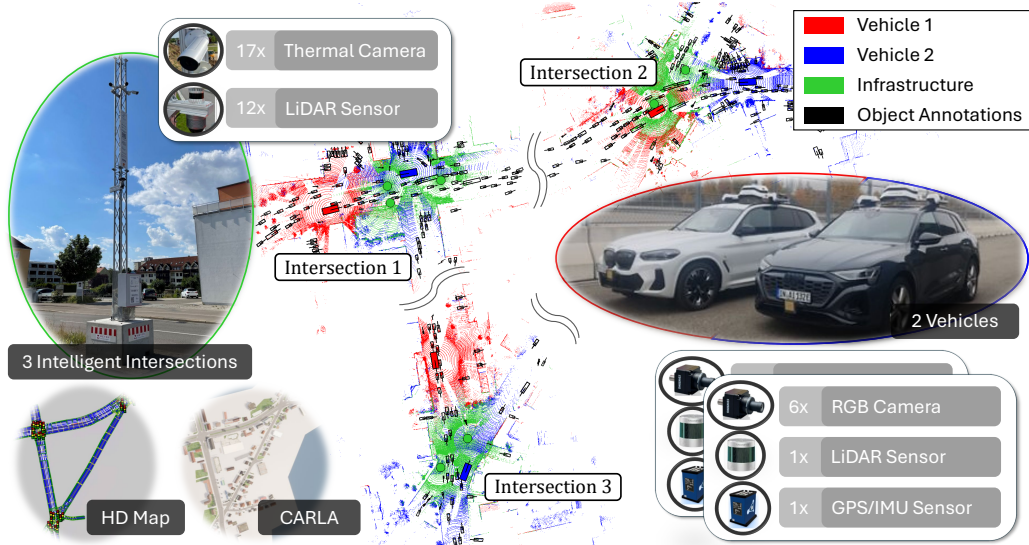 17x Thermal Camera
12x LiDAR Sensor
Intersection 2
Vehicle 1
Vehicle 2
Infrastructure
Object Annotations
Intersection 1
3 Intelligent Intersections
2 Vehicles
6x RGB Camera
1x LiDAR Sensor
1x GPS/IMU Sensor
Intersection 3
HD Map
CARLA